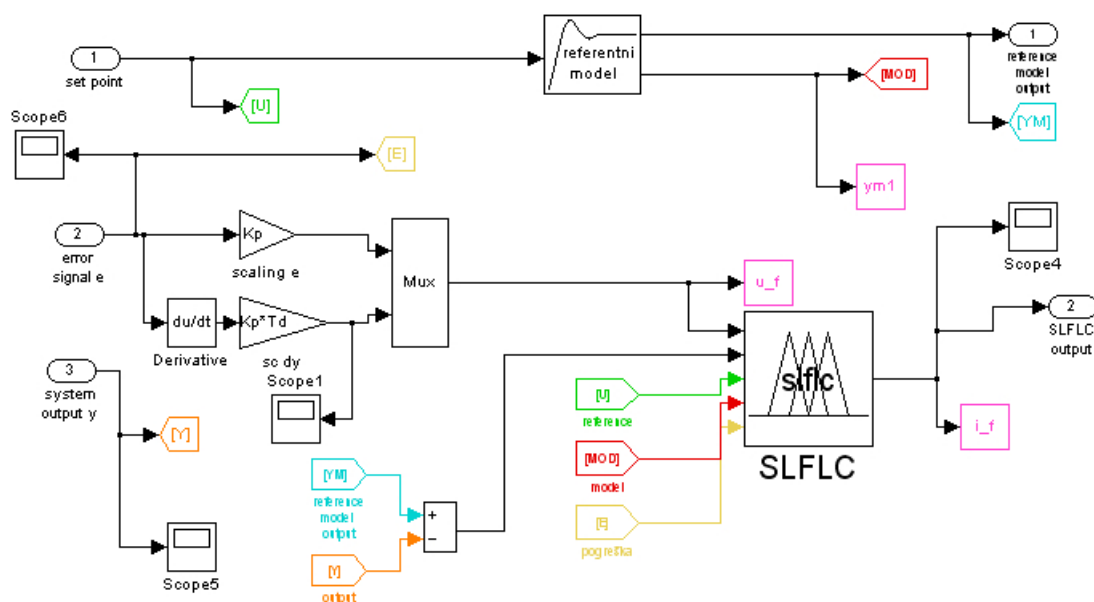 1
set point
[U]
referentni
model
[MOD]
1
reference
model
output
[YM]
Scope6
[E]
ym1
2
error
signal e
Kp
scaling e
Mux
u_f
Scope4
du/dt
Derivative
Kp*Td
sc dy
Scope1
2
SLFLC
output
3
system
output y
[Y]
slflc
SLFLC
i_f
[U]
reference
[MOD]
model
[E]
pogreška
[YM]
reference
model
output
+
−
[Y]
output
Scope5